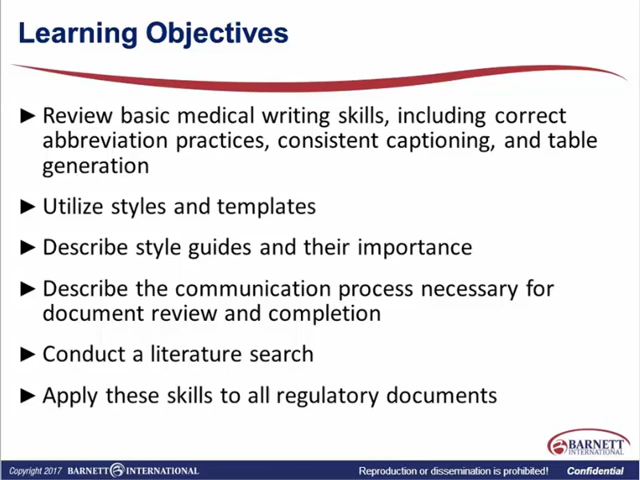 Learning Objectives
► Review basic medical writing skills, including correct
abbreviation practices, consistent captioning, and table
generation
► Utilize styles and templates
► Describe style guides and their importance
► Describe the communication process necessary for
document review and completion
► Conduct a literature search
► Apply these skills to all regulatory documents
BARNETT
INTERNATIONAL
Copyright 2017 BARNETT INTERNATIONAL Reproduction or dissemination is prohibited! Confidential